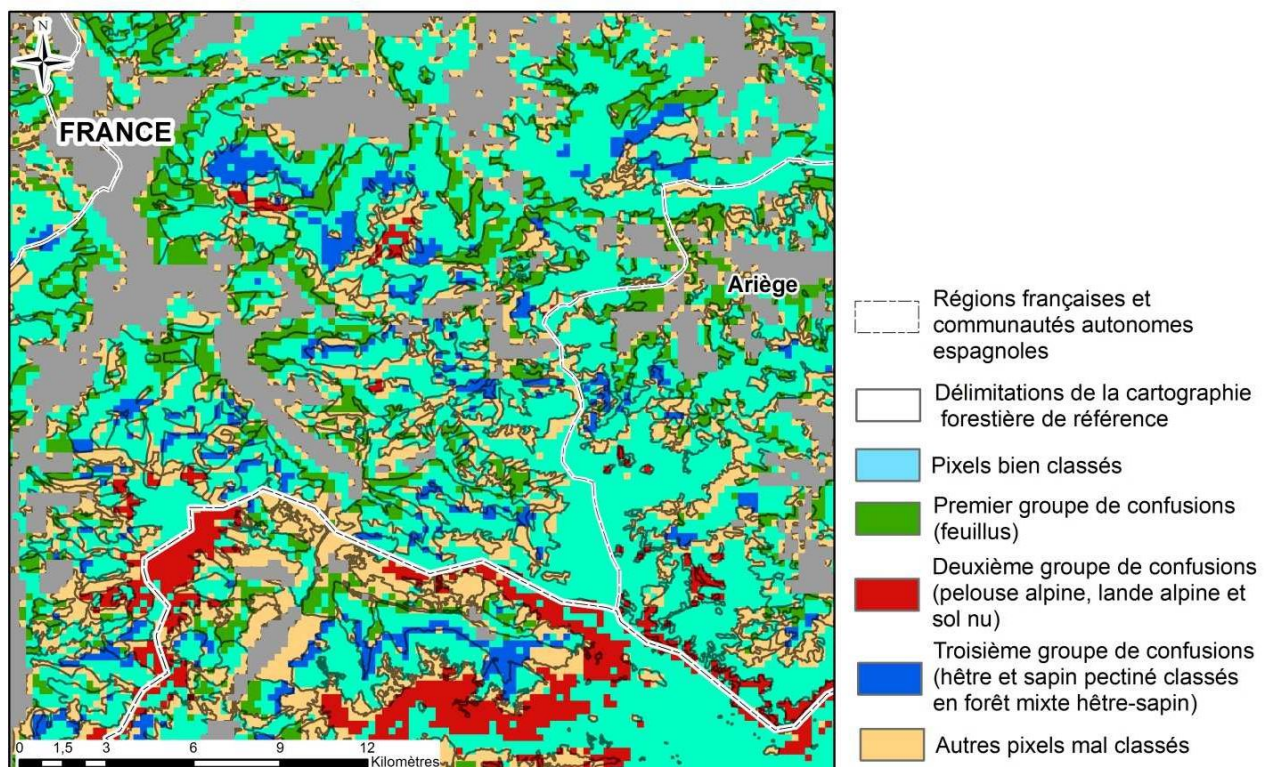 N
FRANCE
Ariège
0 1,5 3 6 9 12
Kilomètres
Régions françaises et
communautés autonomes
espagnoles
Délimitations de la cartographie
forestière de référence
Pixels bien classés
Premier groupe de confusions
(feuillus)
Deuxième groupe de confusions
(pelouse alpine, lande alpine et
sol nu)
Troisième groupe de confusions
(hêtre et sapin pectiné classés
en forêt mixte hêtre-sapin)
Autres pixels mal classés